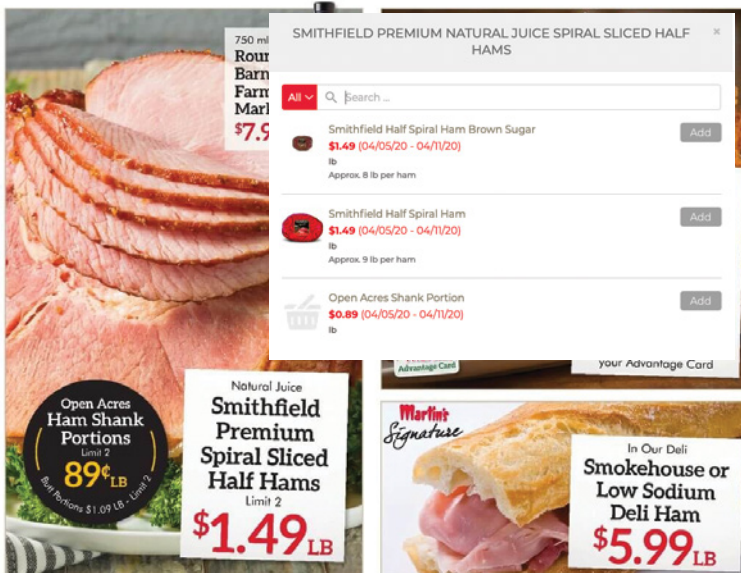 750 ml
$7.9
SMITHFIELD PREMIUM NATURAL JUICE SPIRAL SLICED HALF
HAMS
×
All
Search ...
Smithfield Half Spiral Ham Brown Sugar
$1.49 (04/05/20 - 04/11/20)
lb
Approx. 8 lb per ham
Add
Smithfield Half Spiral Ham
$1.49 (04/05/20 - 04/11/20)
lb
Approx. 9 lb per ham
Add
Open Acres Shank Portion
$0.89 (04/05/20 - 04/11/20)
lb
Add
Advantage Card
your Advantage Card
Open Acres
Ham Shank
Portions
Limit 2
89¢ LB
Butt Portions $1.09 LB - Limit 2
Natural Juice
Smithfield
Premium
Spiral Sliced
Half Hams
Limit 2
$1.49 LB
Martin's
Signature
In Our Deli
Smokehouse or
Low Sodium
Deli Ham
$5.99 LB